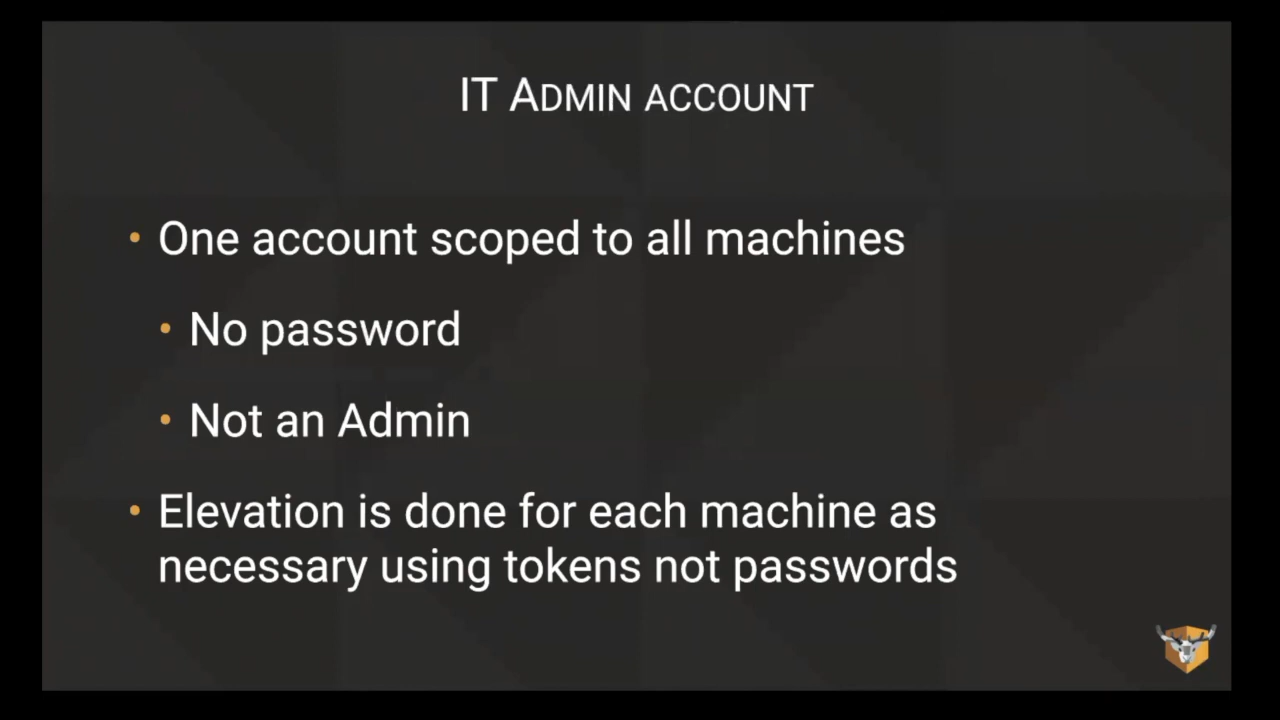 IT ADMIN ACCOUNT
• One account scoped to all machines
• No password
• Not an Admin
• Elevation is done for each machine as
necessary using tokens not passwords